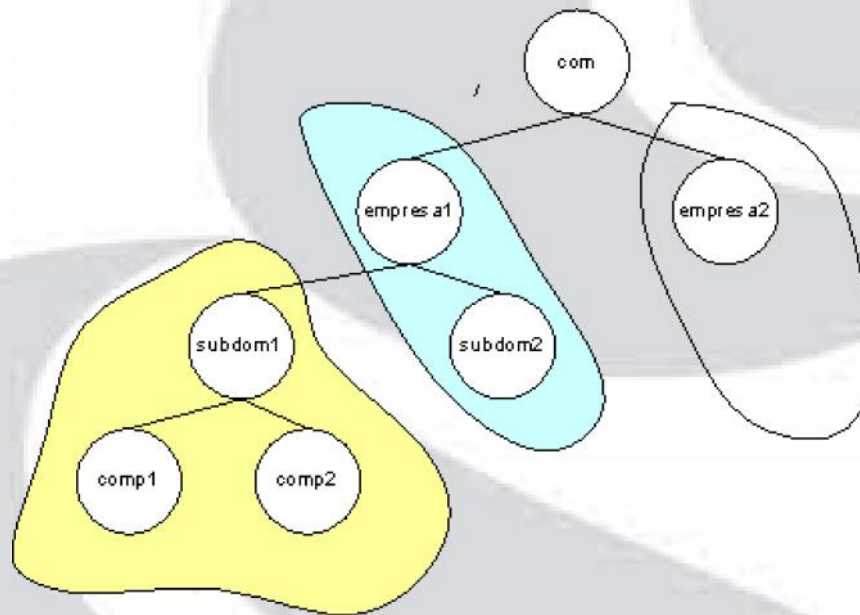 com
empresa1
empresa2
subdom1
subdom2
comp1
comp2